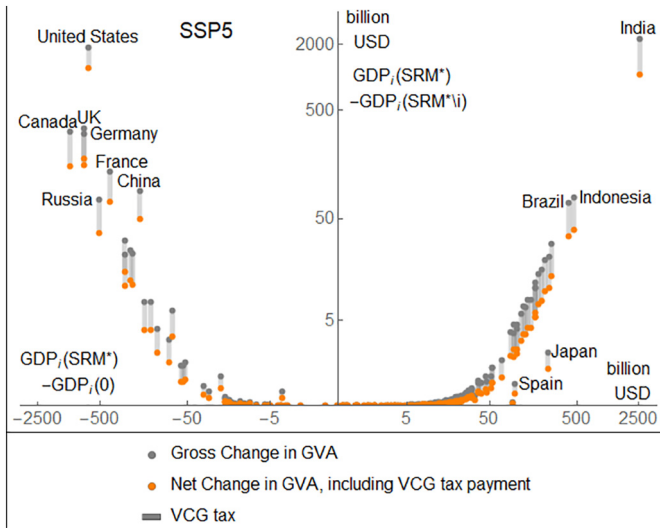 SSP5
billion
USD
GDPi(SRM*)
−GDPi(SRM*\i)
United States
India
2000
500
Canada
UK
Germany
France
China
Russia
Brazil
Indonesia
50
5
Japan
Spain
GDPi(SRM*)
−GDPi(0)
billion
USD
−2500 −500 −50 −5 5 50 500 2500
Gross Change in GVA
Net Change in GVA, including VCG tax payment
VCG tax